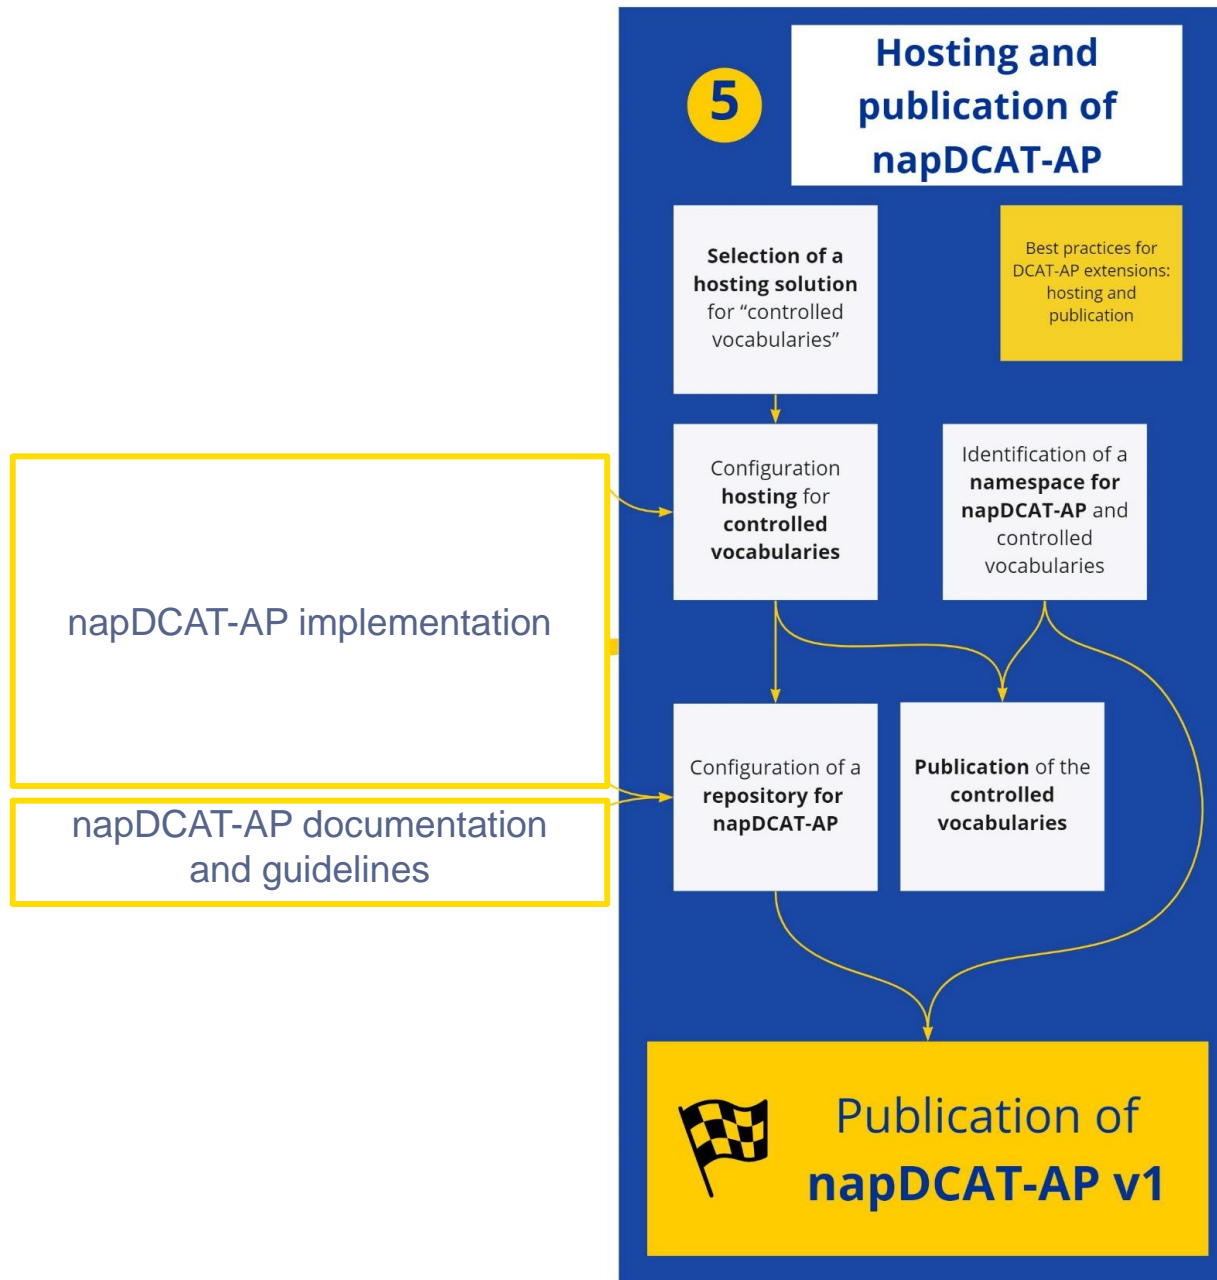 5
Hosting and
publication of
napDCAT-AP
Selection of a
hosting solution
for “controlled
vocabularies”
Best practices for
DCAT-AP extensions:
hosting and
publication
Configuration
hosting for
controlled
vocabularies
Identification of a
namespace for
napDCAT-AP and
controlled
vocabularies
napDCAT-AP implementation
Configuration of a
repository for
napDCAT-AP
Publication of the
controlled
vocabularies
napDCAT-AP documentation
and guidelines
Publication of
napDCAT-AP v1